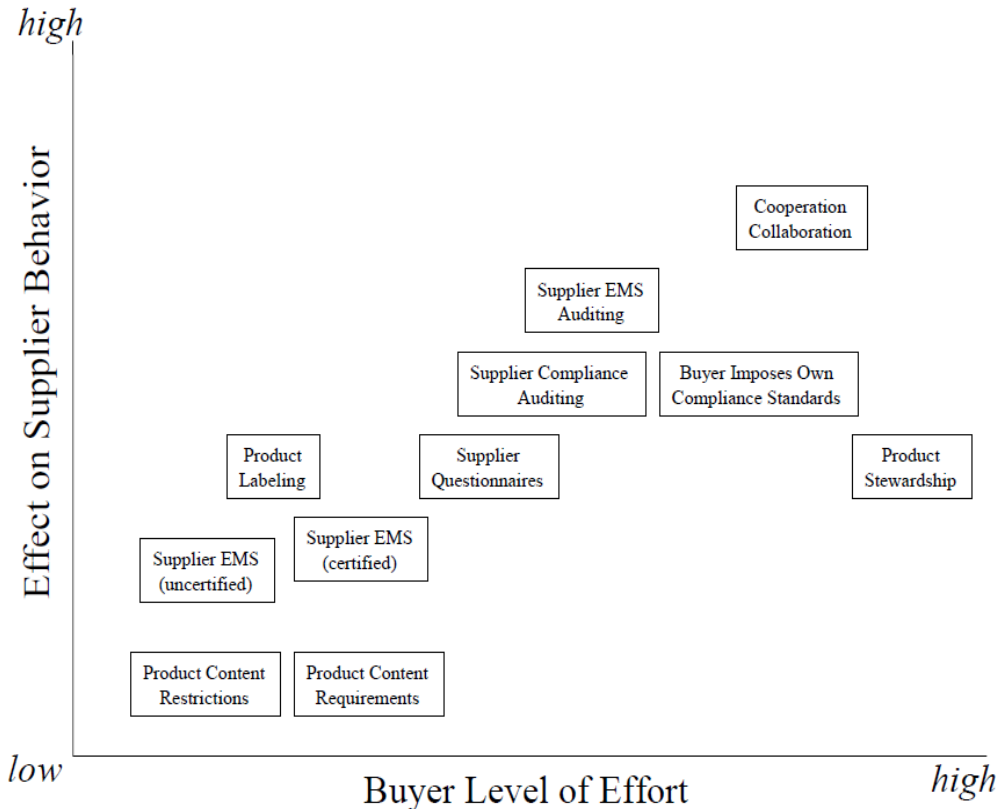 high
Effect on Supplier Behavior
Cooperation
Collaboration
Supplier EMS
Auditing
Supplier Compliance
Auditing
Buyer Imposes Own
Compliance Standards
Product
Labeling
Supplier
Questionnaires
Product
Stewardship
Supplier EMS
(certified)
Supplier EMS
(uncertified)
Product Content
Restrictions
Product Content
Requirements
low
Buyer Level of Effort
high